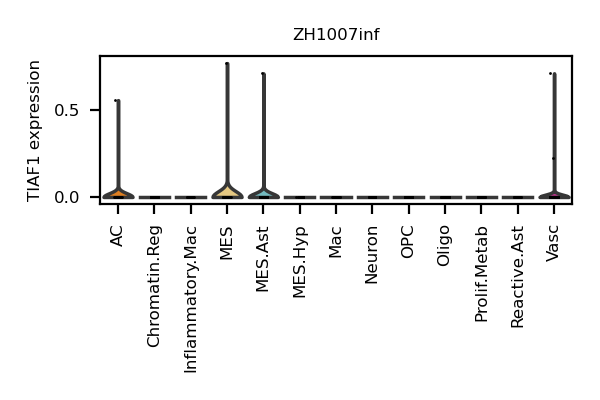 ZH1007inf
TIAF1 expression
0.5
0.0
AC
Chromatin.Reg
Inflammatory.Mac
MES
MES.Ast
MES.Hyp
Mac
Neuron
OPC
Oligo
Prolif.Metab
Reactive.Ast
Vasc